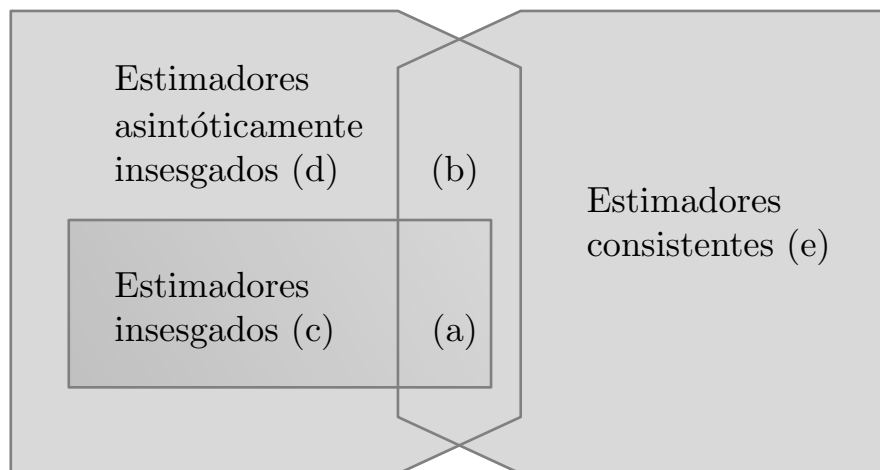 Estimadores
asintóticamente
insesgados (d)
(b)
Estimadores
consistentes (e)
Estimadores
insesgados (c)
(a)